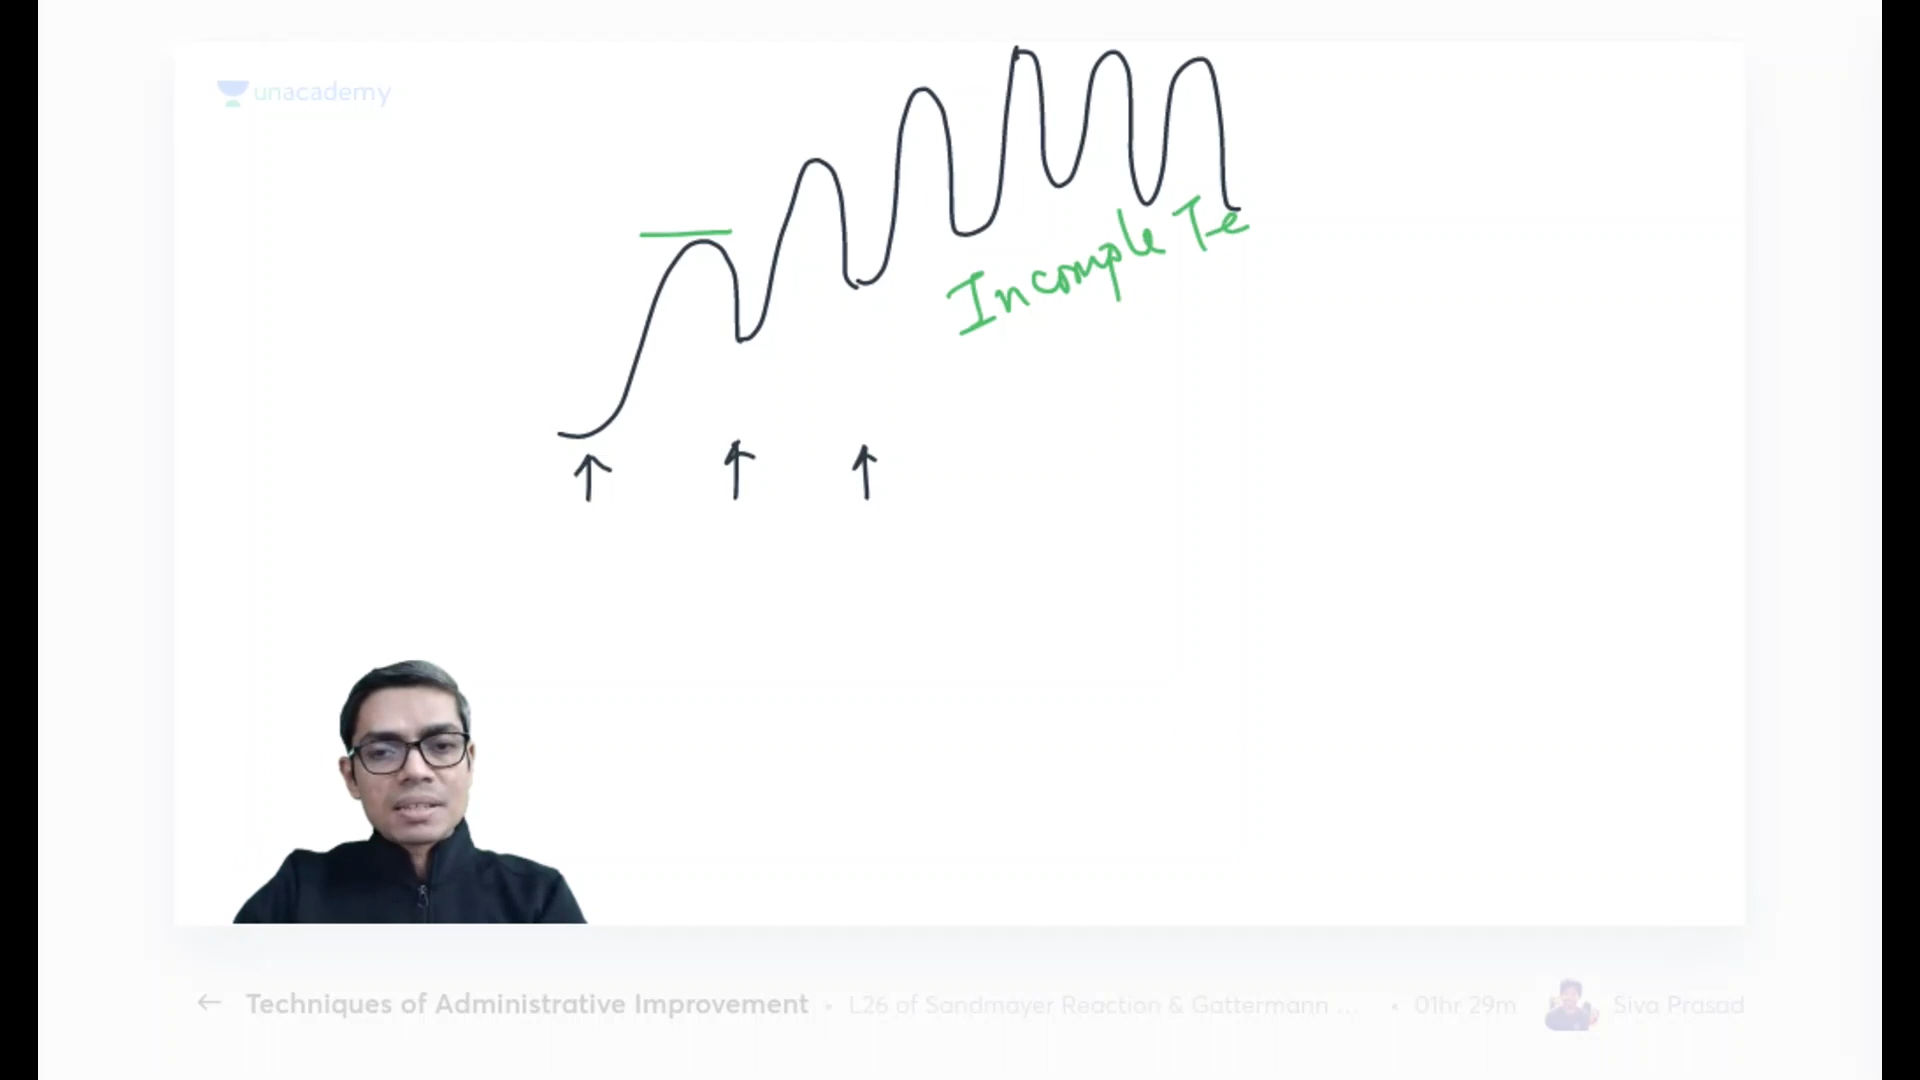 unacademy
Incomple Te
← Techniques of Administrative Improvement • L26 of Sandmayer Reaction & Gattermann ... • 01hr 29m Siva Prasad